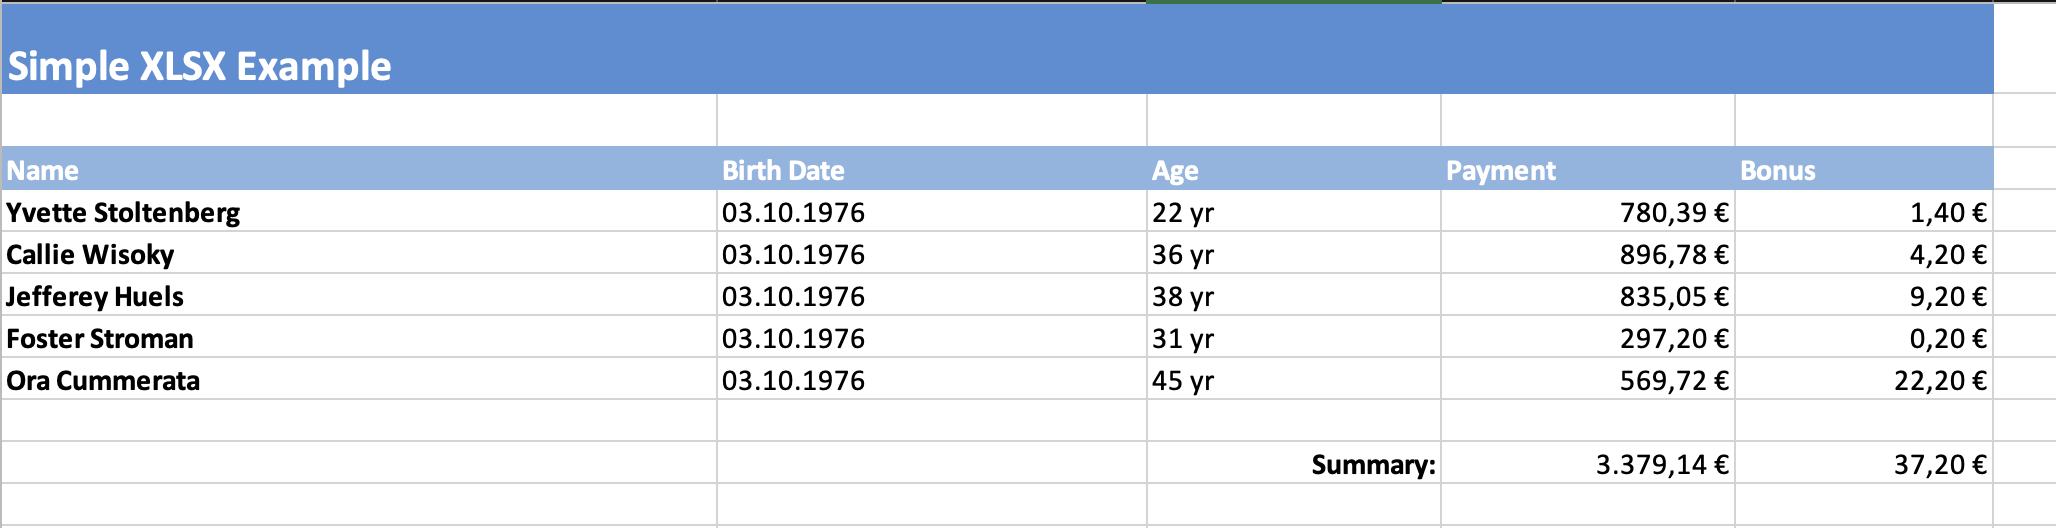 Simple XLSX Example
Name Birth Date Age Payment Bonus
Yvette Stoltenberg 03.10.1976 22 yr 780,39 € 1,40 €
Callie Wisoky 03.10.1976 36 yr 896,78 € 4,20 €
Jefferey Huels 03.10.1976 38 yr 835,05 € 9,20 €
Foster Stroman 03.10.1976 31 yr 297,20 € 0,20 €
Ora Cummerata 03.10.1976 45 yr 569,72 € 22,20 €
Summary: 3.379,14 € 37,20 €